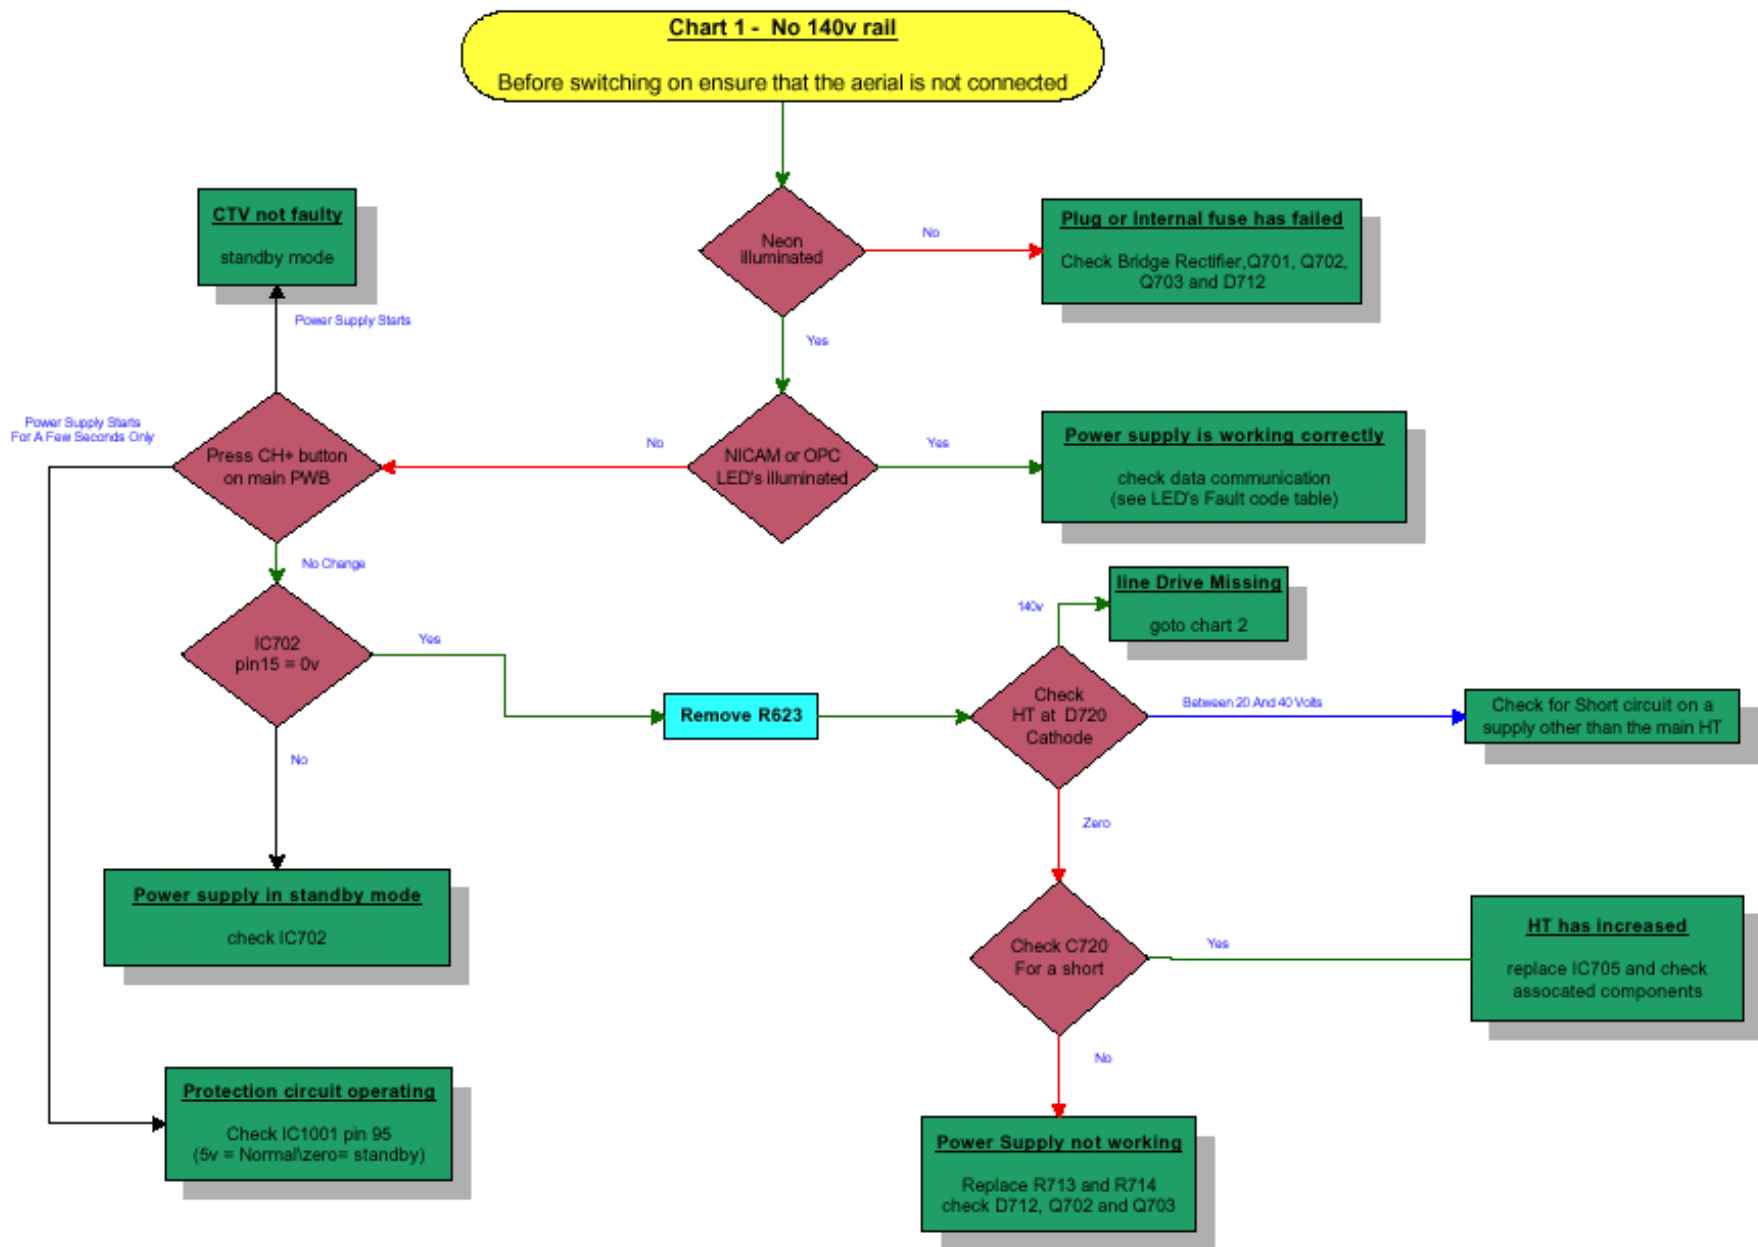 Chart 1 - No 140v rail
Before switching on ensure that the aerial is not connected
Neon
illuminated
No
Plug or Internal fuse has failed
Check Bridge Rectifier,Q701, Q702,
Q703 and D712
Yes
CTV not faulty
standby mode
Power Supply Starts
Power Supply Starts
For A Few Seconds Only
Press CH+ button
on main PWB
No
NICAM or OPC
LED's illuminated
Yes
Power supply is working correctly
check data communication
(see LED's Fault code table)
No Change
IC702
pin15 = 0v
Yes
No
Remove R623
Check
HT at D720
Cathode
140v
line Drive Missing
goto chart 2
Between 20 And 40 Volts
Check for Short circuit on a
supply other than the main HT
Zero
Power supply in standby mode
check IC702
Check C720
For a short
Yes
HT has increased
replace IC705 and check
assocated components
No
Protection circuit operating
Check IC1001 pin 95
(5v = Normal\zero= standby)
Power Supply not working
Replace R713 and R714
check D712, Q702 and Q703